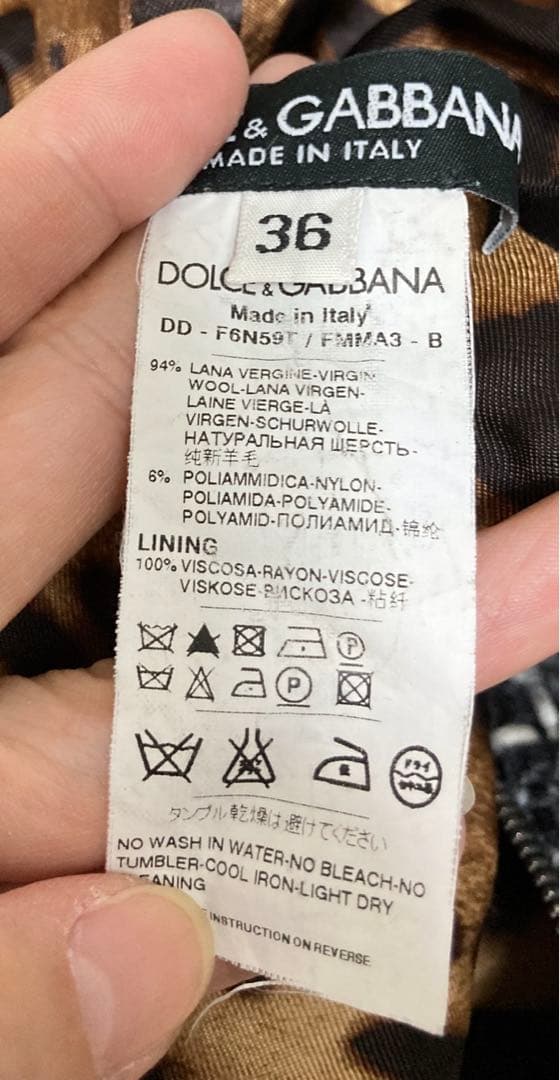 & GABBANA
MADE IN ITALY
36
DOLCE & GABBANA
Made in Italy
DD - F6N59T / FMMA3 - B
94% LANA VERGINE-VIRGIN
WOOL-LANA VIRGEN-
LAINE VIERGE-LÀ
VIRGEN-SCHURWOLLE-
НАТУРАЛЬНАЯ ШЕРСТЬ-
纯新羊毛
6% POLIAMMIDICA-NYLON-
POLIAMIDA-POLYAMIDE-
POLYAMID-ПОЛИАМИД-锦纶
LINING
100% VISCOSA-RAYON-VISCOSE-
VISKOSE-ВИСКОЗА-粘纤
P
P
ドライ
タンブル乾燥は避けてください
NO WASH IN WATER-NO BLEACH-NO
TUMBLER-COOL IRON-LIGHT DRY
INSTRUCTION ON REVERSE